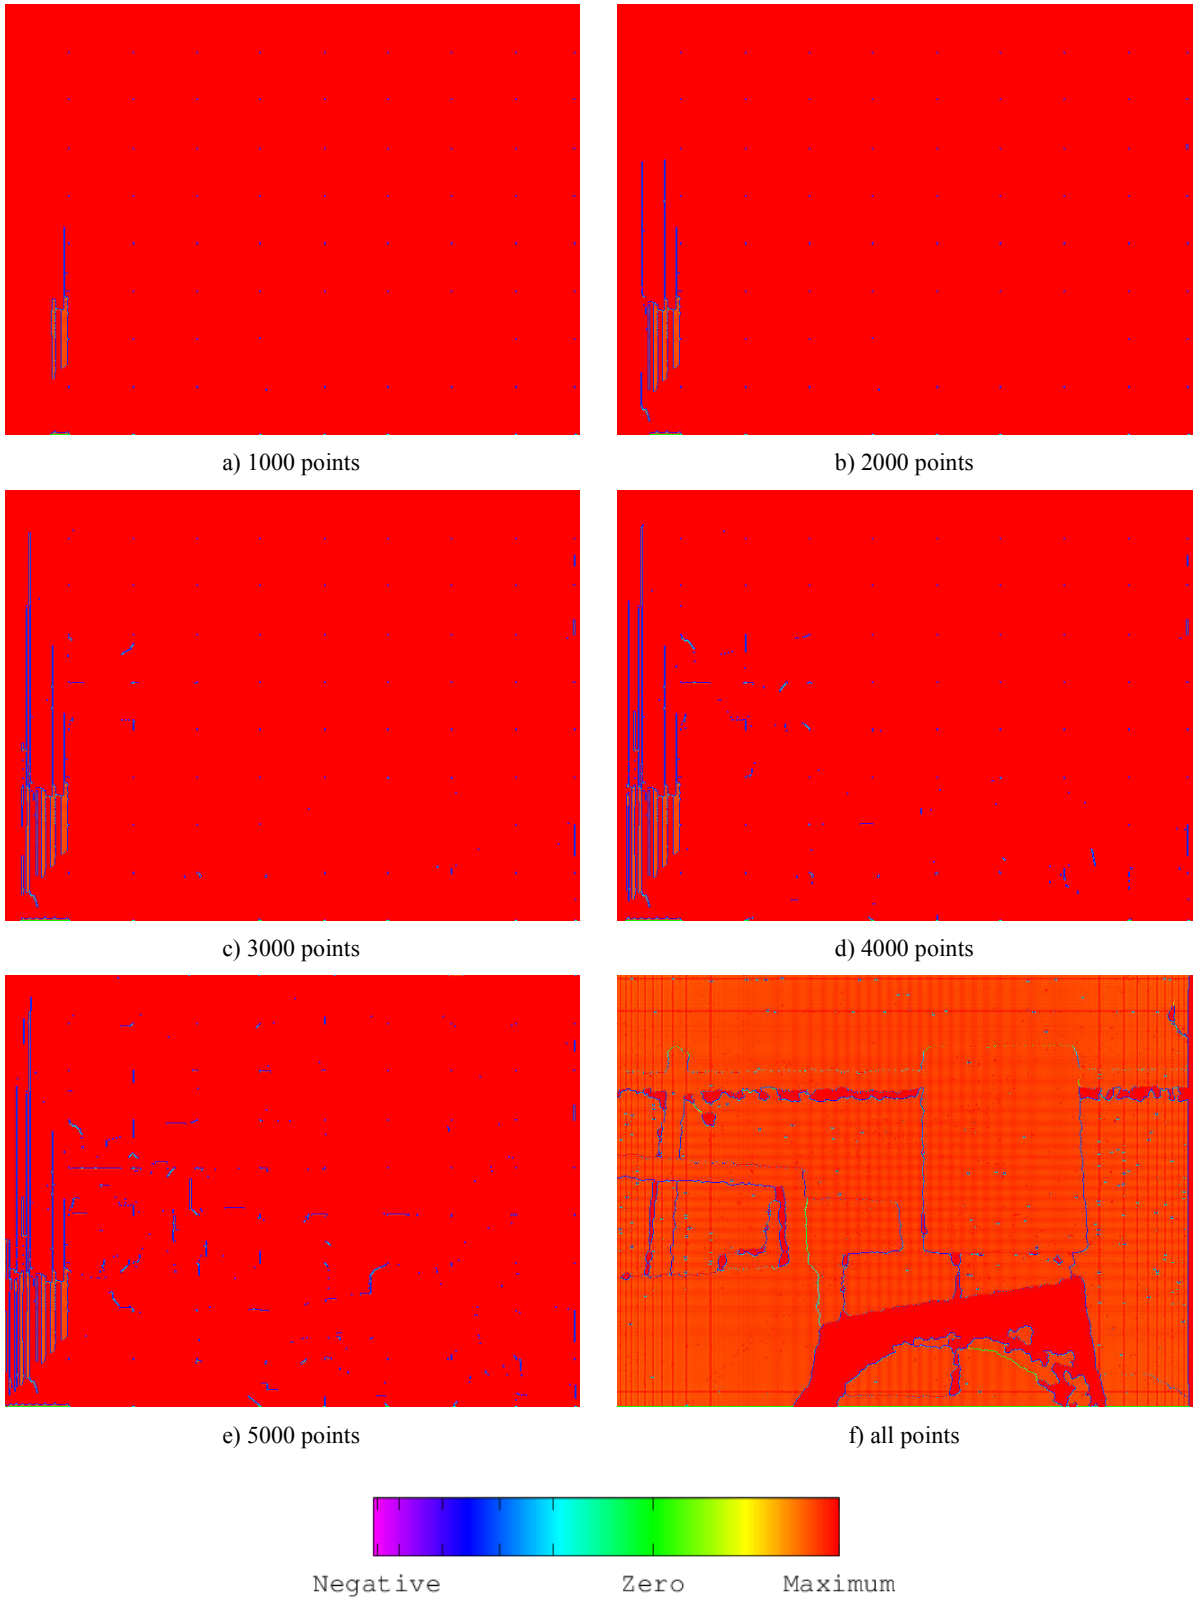 a) 1000 points
b) 2000 points
c) 3000 points
d) 4000 points
e) 5000 points
f) all points
Negative Zero Maximum